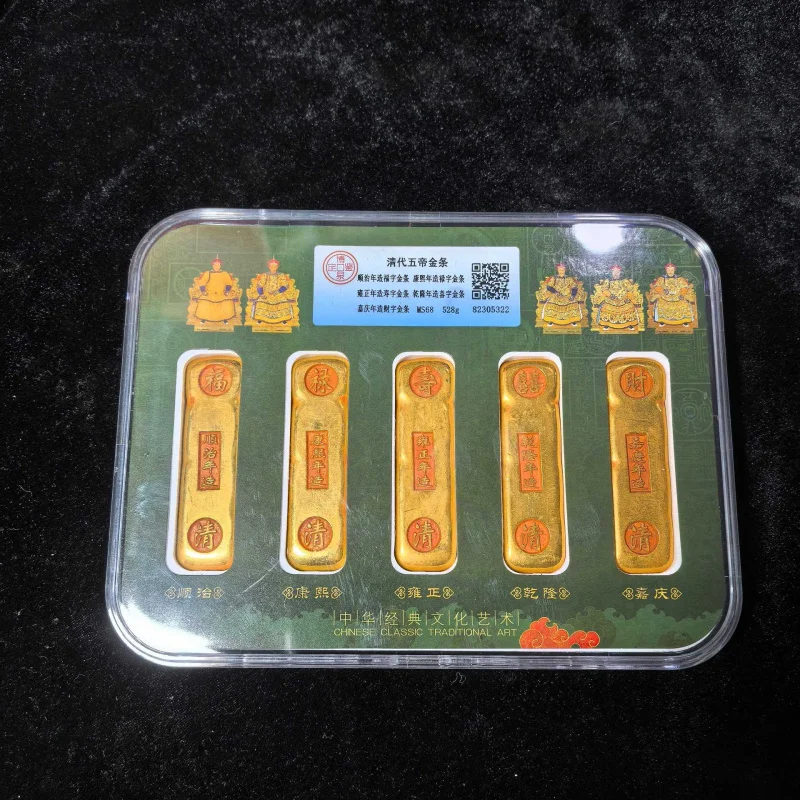 清代五帝金条
顺治年造福字金条 康熙年造禄字金条
雍正年造寿字金条 乾隆年造喜字金条
嘉庆年造财字金条 MS68 528g 82305322
福 禄 寿 囍 財
順治年造 康熙年造 雍正年造 乾隆年造 嘉慶年造
清 清 清 清 清
顺治 康熙 雍正 乾隆 嘉庆
中华经典文化艺术
CHINESE CLASSIC TRADITIONAL ART